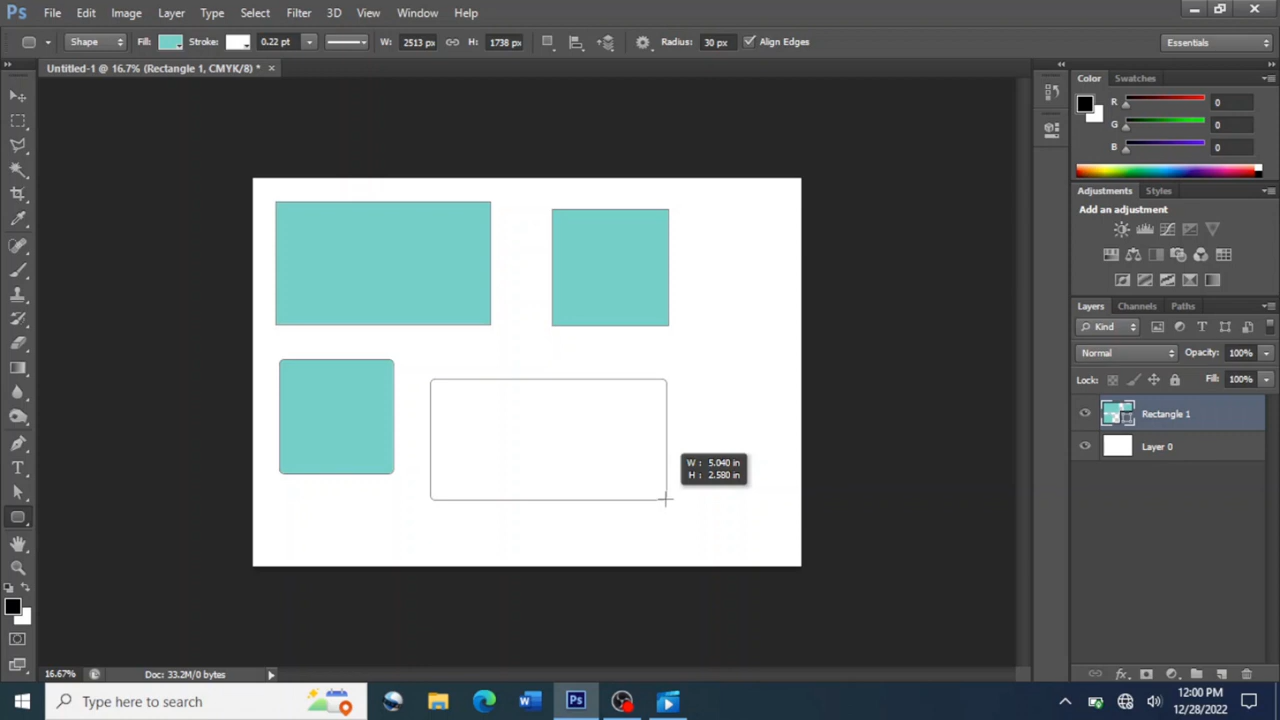 Ps File Edit Image Layer Type Select Filter 3D View Window Help
Shape Fill: Stroke: 0.22 pt W: 2513 px H: 1738 px Radius: 30 px Align Edges Essentials
Untitled-1 @ 16.7% (Rectangle 1, CMYK/8) * ×
Color Swatches
R 0
G 0
B 0
Adjustments Styles
Add an adjustment
Layers Channels Paths
Kind
Normal Opacity: 100%
Lock: Fill: 100%
Rectangle 1
Layer 0
W : 5.040 in
H : 2.580 in
16.67% Doc: 33.2M/0 bytes
Type here to search
12:00 PM
12/28/2022